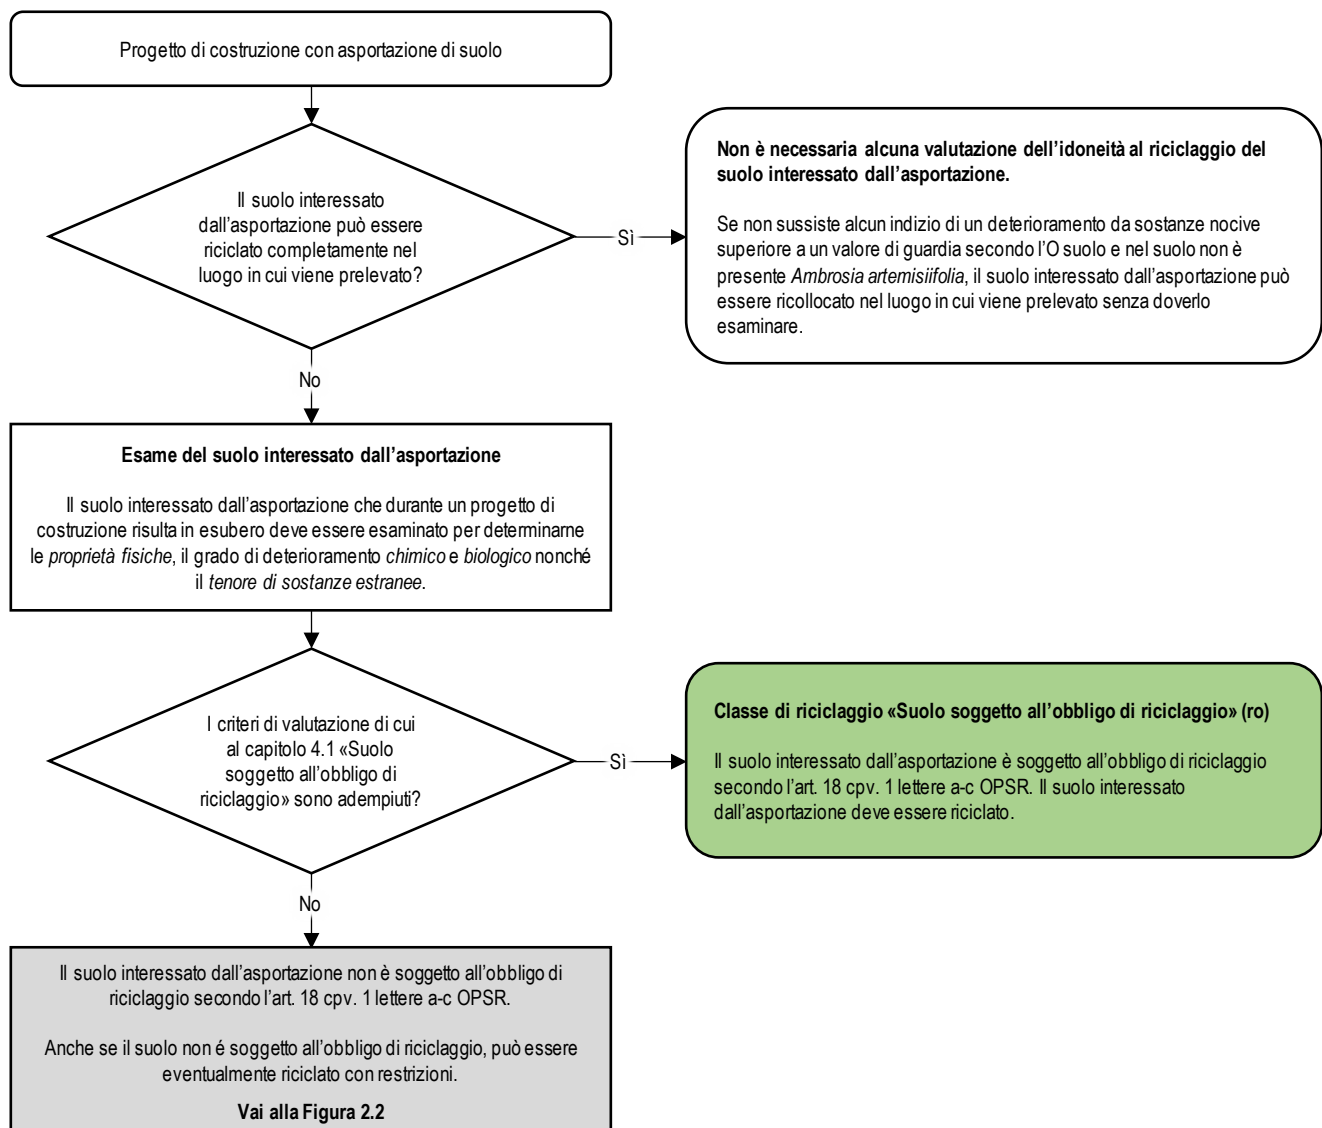 Progetto di costruzione con asportazione di suolo
Il suolo interessato
dall’asportazione può essere
riciclato completamente nel
luogo in cui viene prelevato?
Sì
Non è necessaria alcuna valutazione dell’idoneità al riciclaggio del
suolo interessato dall’asportazione.
Se non sussiste alcun indizio di un deterioramento da sostanze nocive
superiore a un valore di guardia secondo l’O suolo e nel suolo non è
presente Ambrosia artemisiifolia, il suolo interessato dall’asportazione può
essere ricollocato nel luogo in cui viene prelevato senza doverlo
esaminare.
No
Esame del suolo interessato dall’asportazione
Il suolo interessato dall’asportazione che durante un progetto di
costruzione risulta in esubero deve essere esaminato per determinarne
le proprietà fisiche, il grado di deterioramento chimico e biologico nonché
il tenore di sostanze estranee.
I criteri di valutazione di cui
al capitolo 4.1 «Suolo
soggetto all’obbligo di
riciclaggio» sono adempiuti?
Sì
Classe di riciclaggio «Suolo soggetto all’obbligo di riciclaggio» (ro)
Il suolo interessato dall’asportazione è soggetto all’obbligo di riciclaggio
secondo l’art. 18 cpv. 1 lettere a-c OPSR. Il suolo interessato
dall’asportazione deve essere riciclato.
No
Il suolo interessato dall’asportazione non è soggetto all’obbligo di
riciclaggio secondo l’art. 18 cpv. 1 lettere a-c OPSR.
Anche se il suolo non é soggetto all’obbligo di riciclaggio, può essere
eventualmente riciclato con restrizioni.
Vai alla Figura 2.2